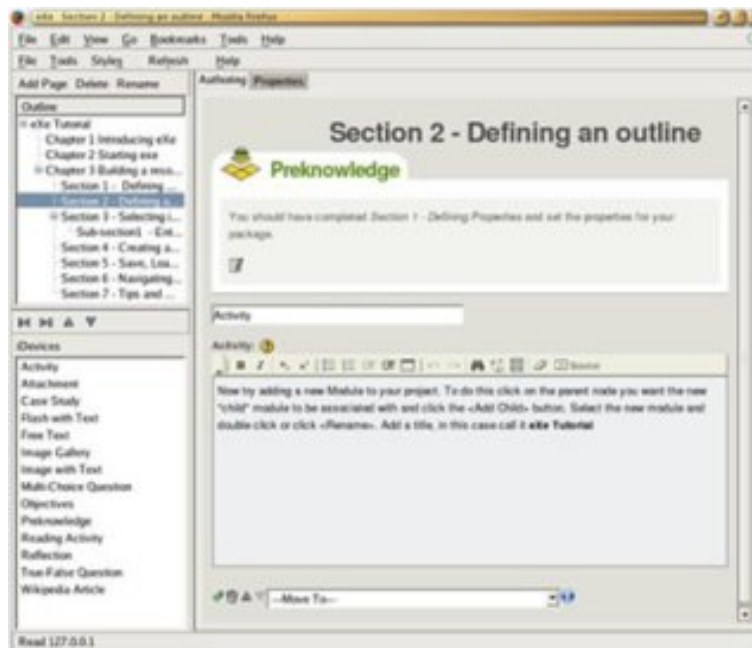 eXe Section 2 - Defining an outline Mozilla Firefox
File Edit View Go Bookmarks Tools Help
File Tools Styles Refresh Help
Add Page Delete Rename
Outline
eXe Tutorial
Chapter 1 Introducing eXe
Chapter 2 Starting exe
Chapter 3 Building a reso...
Section 1 - Defining ...
Section 2 - Defining a...
Section 3 - Selecting i...
Sub-section1 - Ent...
Section 4 - Creating a...
Section 5 - Save, Loa...
Section 6 - Navigating...
Section 7 - Tips and ...
iDevices
Activity
Attachment
Case Study
Flash with Text
Free Text
Image Gallery
Image with Text
Multi-Choice Question
Objectives
Preknowledge
Reading Activity
Reflection
True-False Question
Wikipedia Article
Authoring Properties
Section 2 - Defining an outline
Preknowledge
You should have completed Section 1 - Defining Properties and set the properties for your
package.
Activity
Activity:
B I Source
Now try adding a new Module to your project. To do this click on the parent node you want the new
"child" module to be associated with and click the <Add Child> button. Select the new module and
double click or click <Rename>. Add a title, in this case call it eXe Tutorial
---Move To---
Read 127.0.0.1